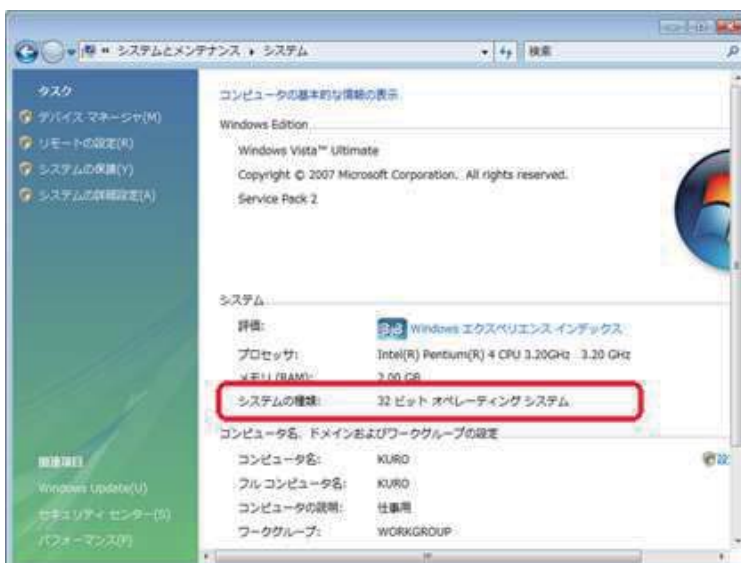 システムとメンテナンス ▸ システム
検索
タスク
デバイス マネージャ(M)
リモートの設定(R)
システムの保護(Y)
システムの詳細設定(A)
関連項目
Windows Update(U)
セキュリティ センター(S)
パフォーマンス(P)
コンピュータの基本的な情報の表示
Windows Edition
Windows Vista™ Ultimate
Copyright © 2007 Microsoft Corporation. All rights reserved.
Service Pack 2
システム
評価:
Windows エクスペリエンス インデックス
プロセッサ: Intel(R) Pentium(R) 4 CPU 3.20GHz 3.20 GHz
メモリ (RAM): 2.00 GB
システムの種類: 32 ビット オペレーティング システム
コンピュータ名、ドメインおよびワークグループの設定
コンピュータ名: KURO
フル コンピュータ名: KURO
コンピュータの説明: 仕事用
ワークグループ: WORKGROUP